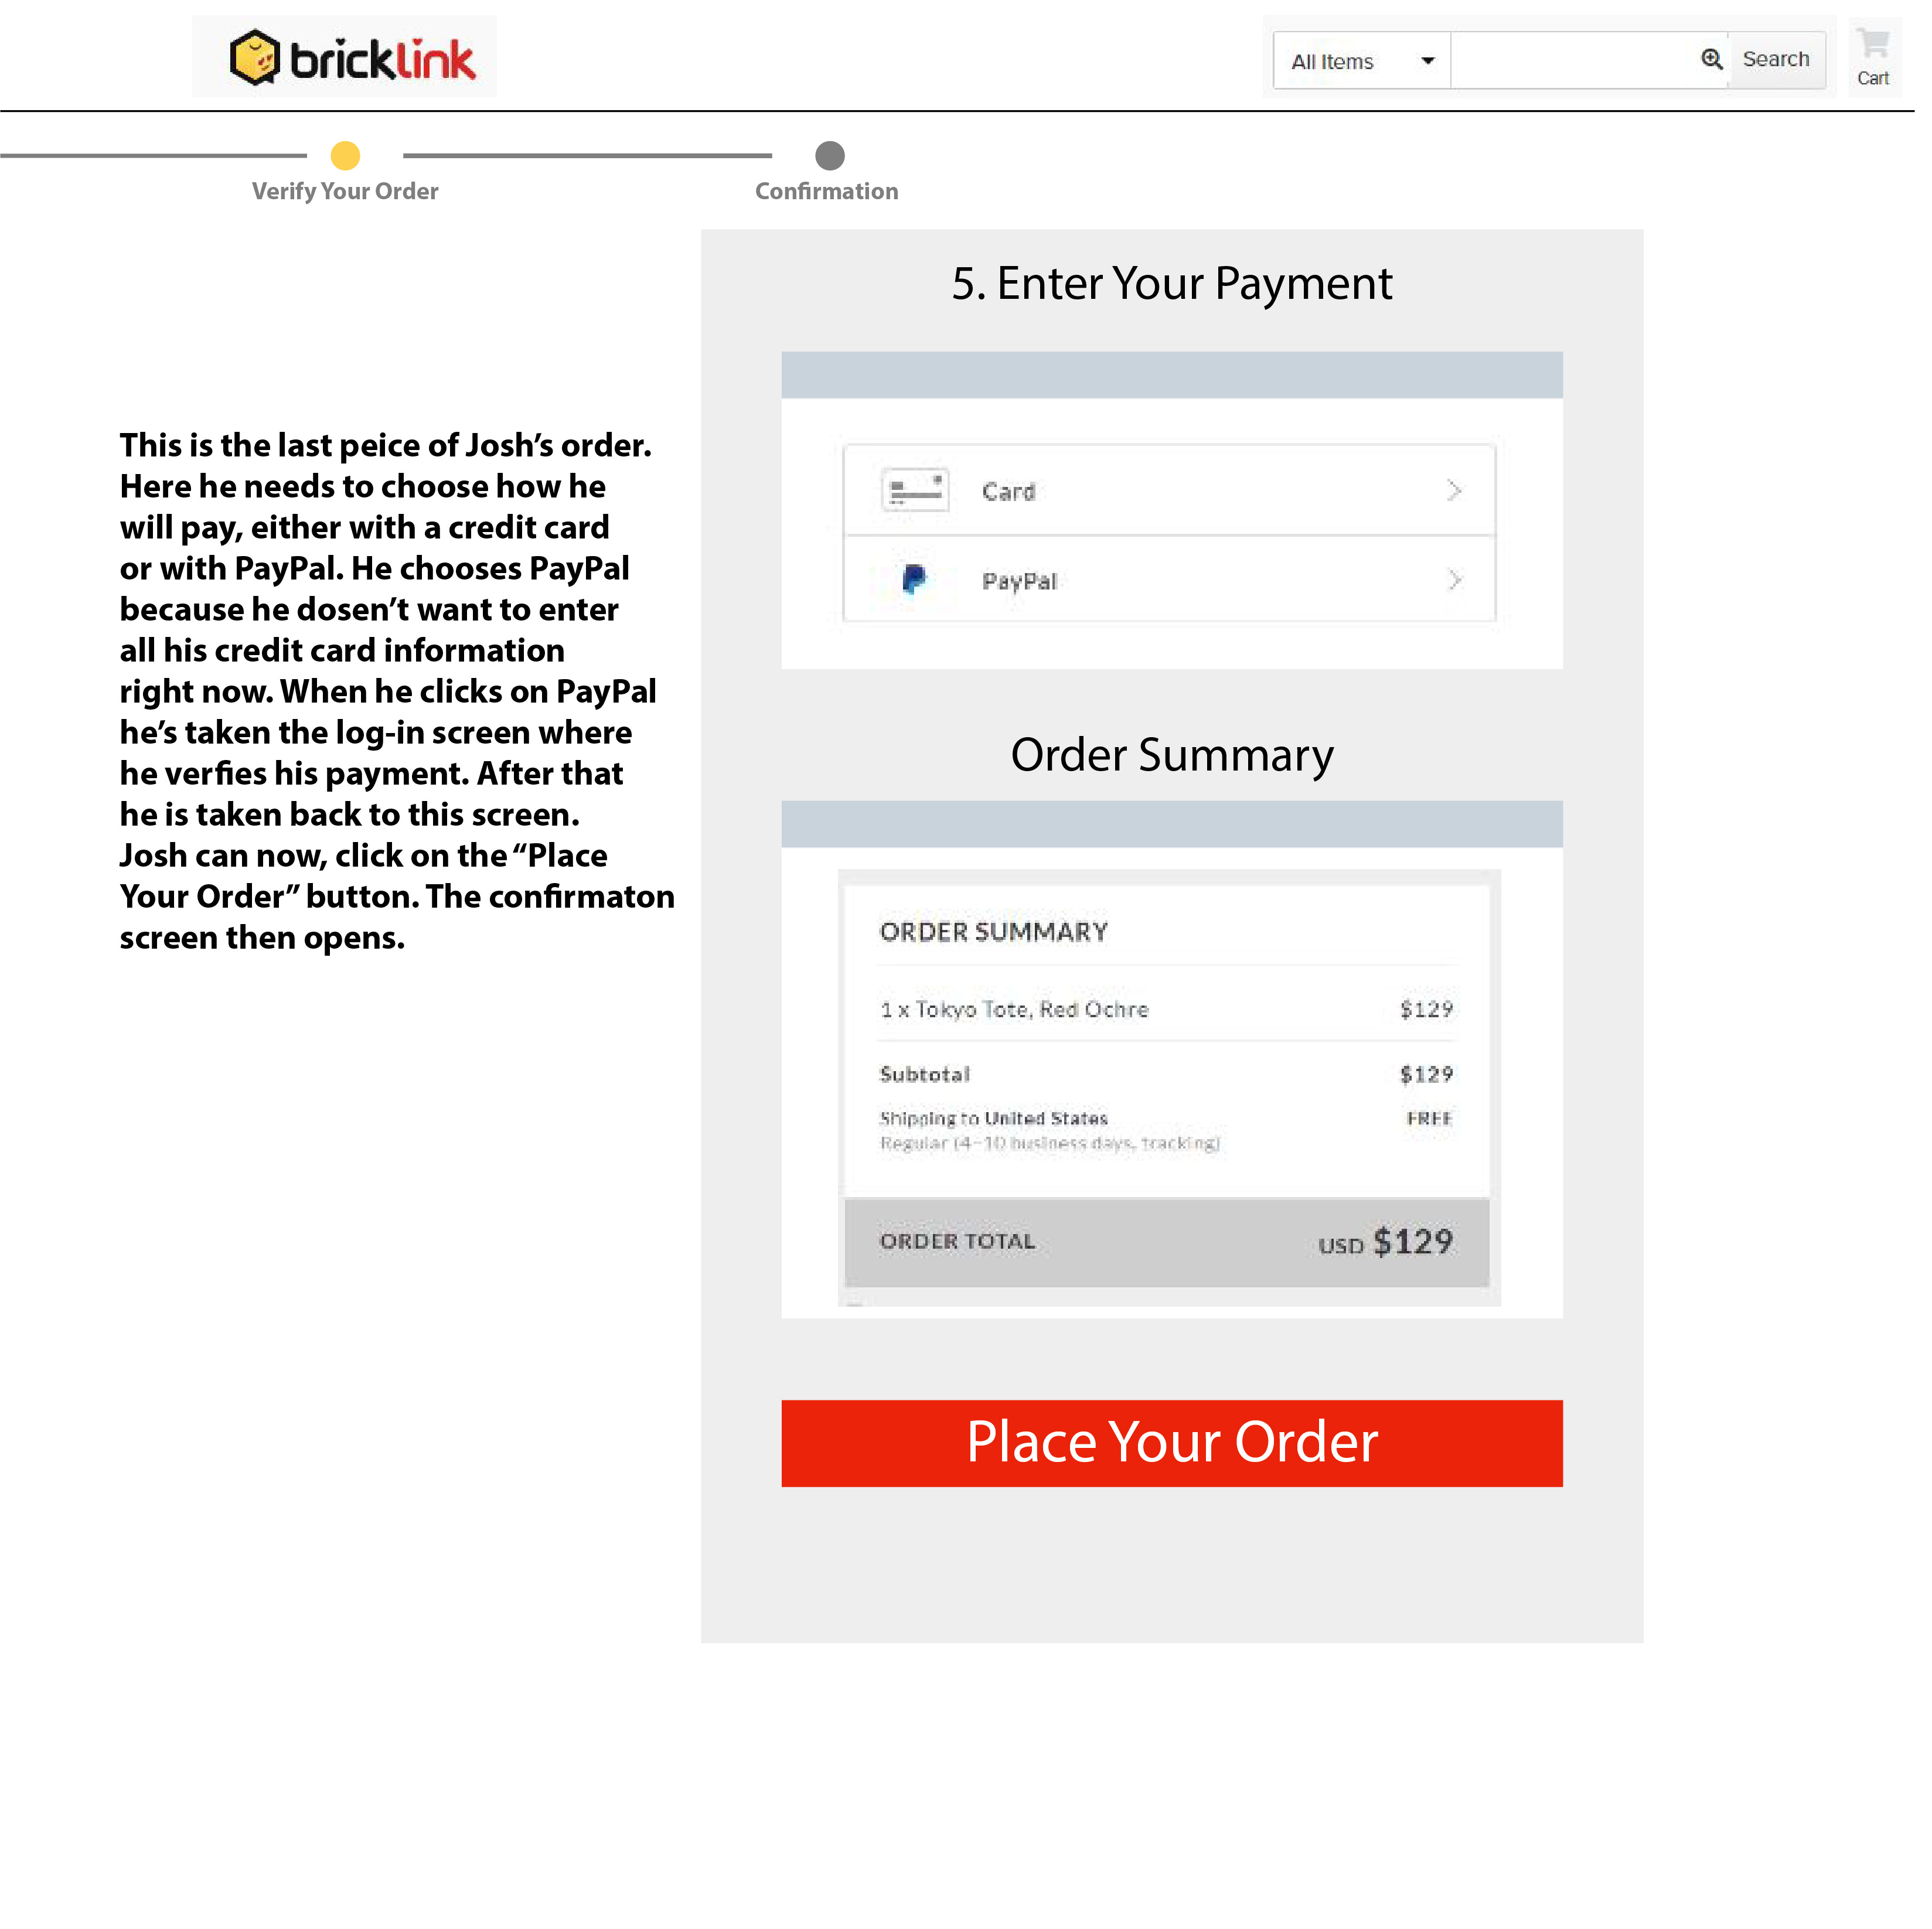 bricklink
All Items
Search
Cart
Verify Your Order
Confirmation
5. Enter Your Payment
This is the last peice of Josh's order.
Here he needs to choose how he
will pay, either with a credit card
or with PayPal. He chooses PayPal
because he dosen't want to enter
all his credit card information
right now. When he clicks on PayPal
he's taken the log-in screen where
he verfies his payment. After that
he is taken back to this screen.
Josh can now, click on the “Place
Your Order” button. The confirmaton
screen then opens.
Card
PayPal
Order Summary
ORDER SUMMARY
1 x Tokyo Tote, Red Ochre $129
Subtotal $129
Shipping to United States FREE
Regular (4–10 business days, tracking)
ORDER TOTAL USD $129
Place Your Order